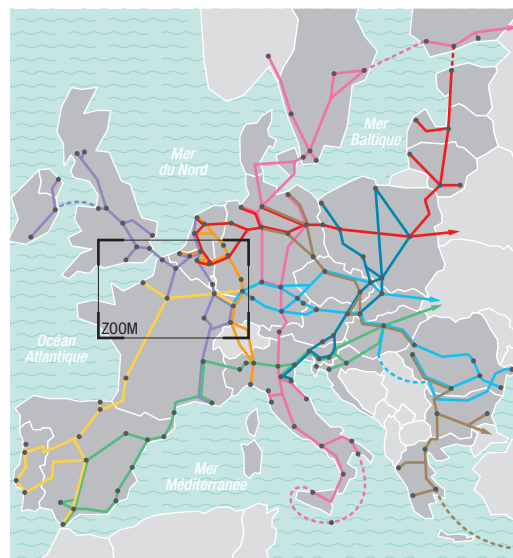 Mer
Baltique
Mer
du Nord
ZOOM
Océan
Atlantique
Mer
Méditerranée